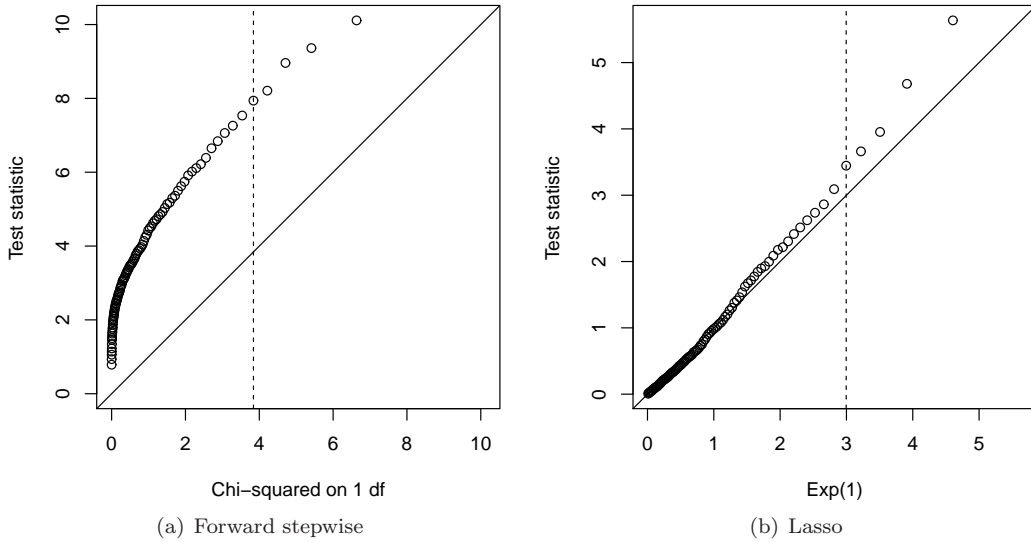 Test statistic
10
8
6
4
2
0
0 2 4 6 8 10
Chi−squared on 1 df
(a) Forward stepwise
Test statistic
5
4
3
2
1
0
0 1 2 3 4 5
Exp(1)
(b) Lasso